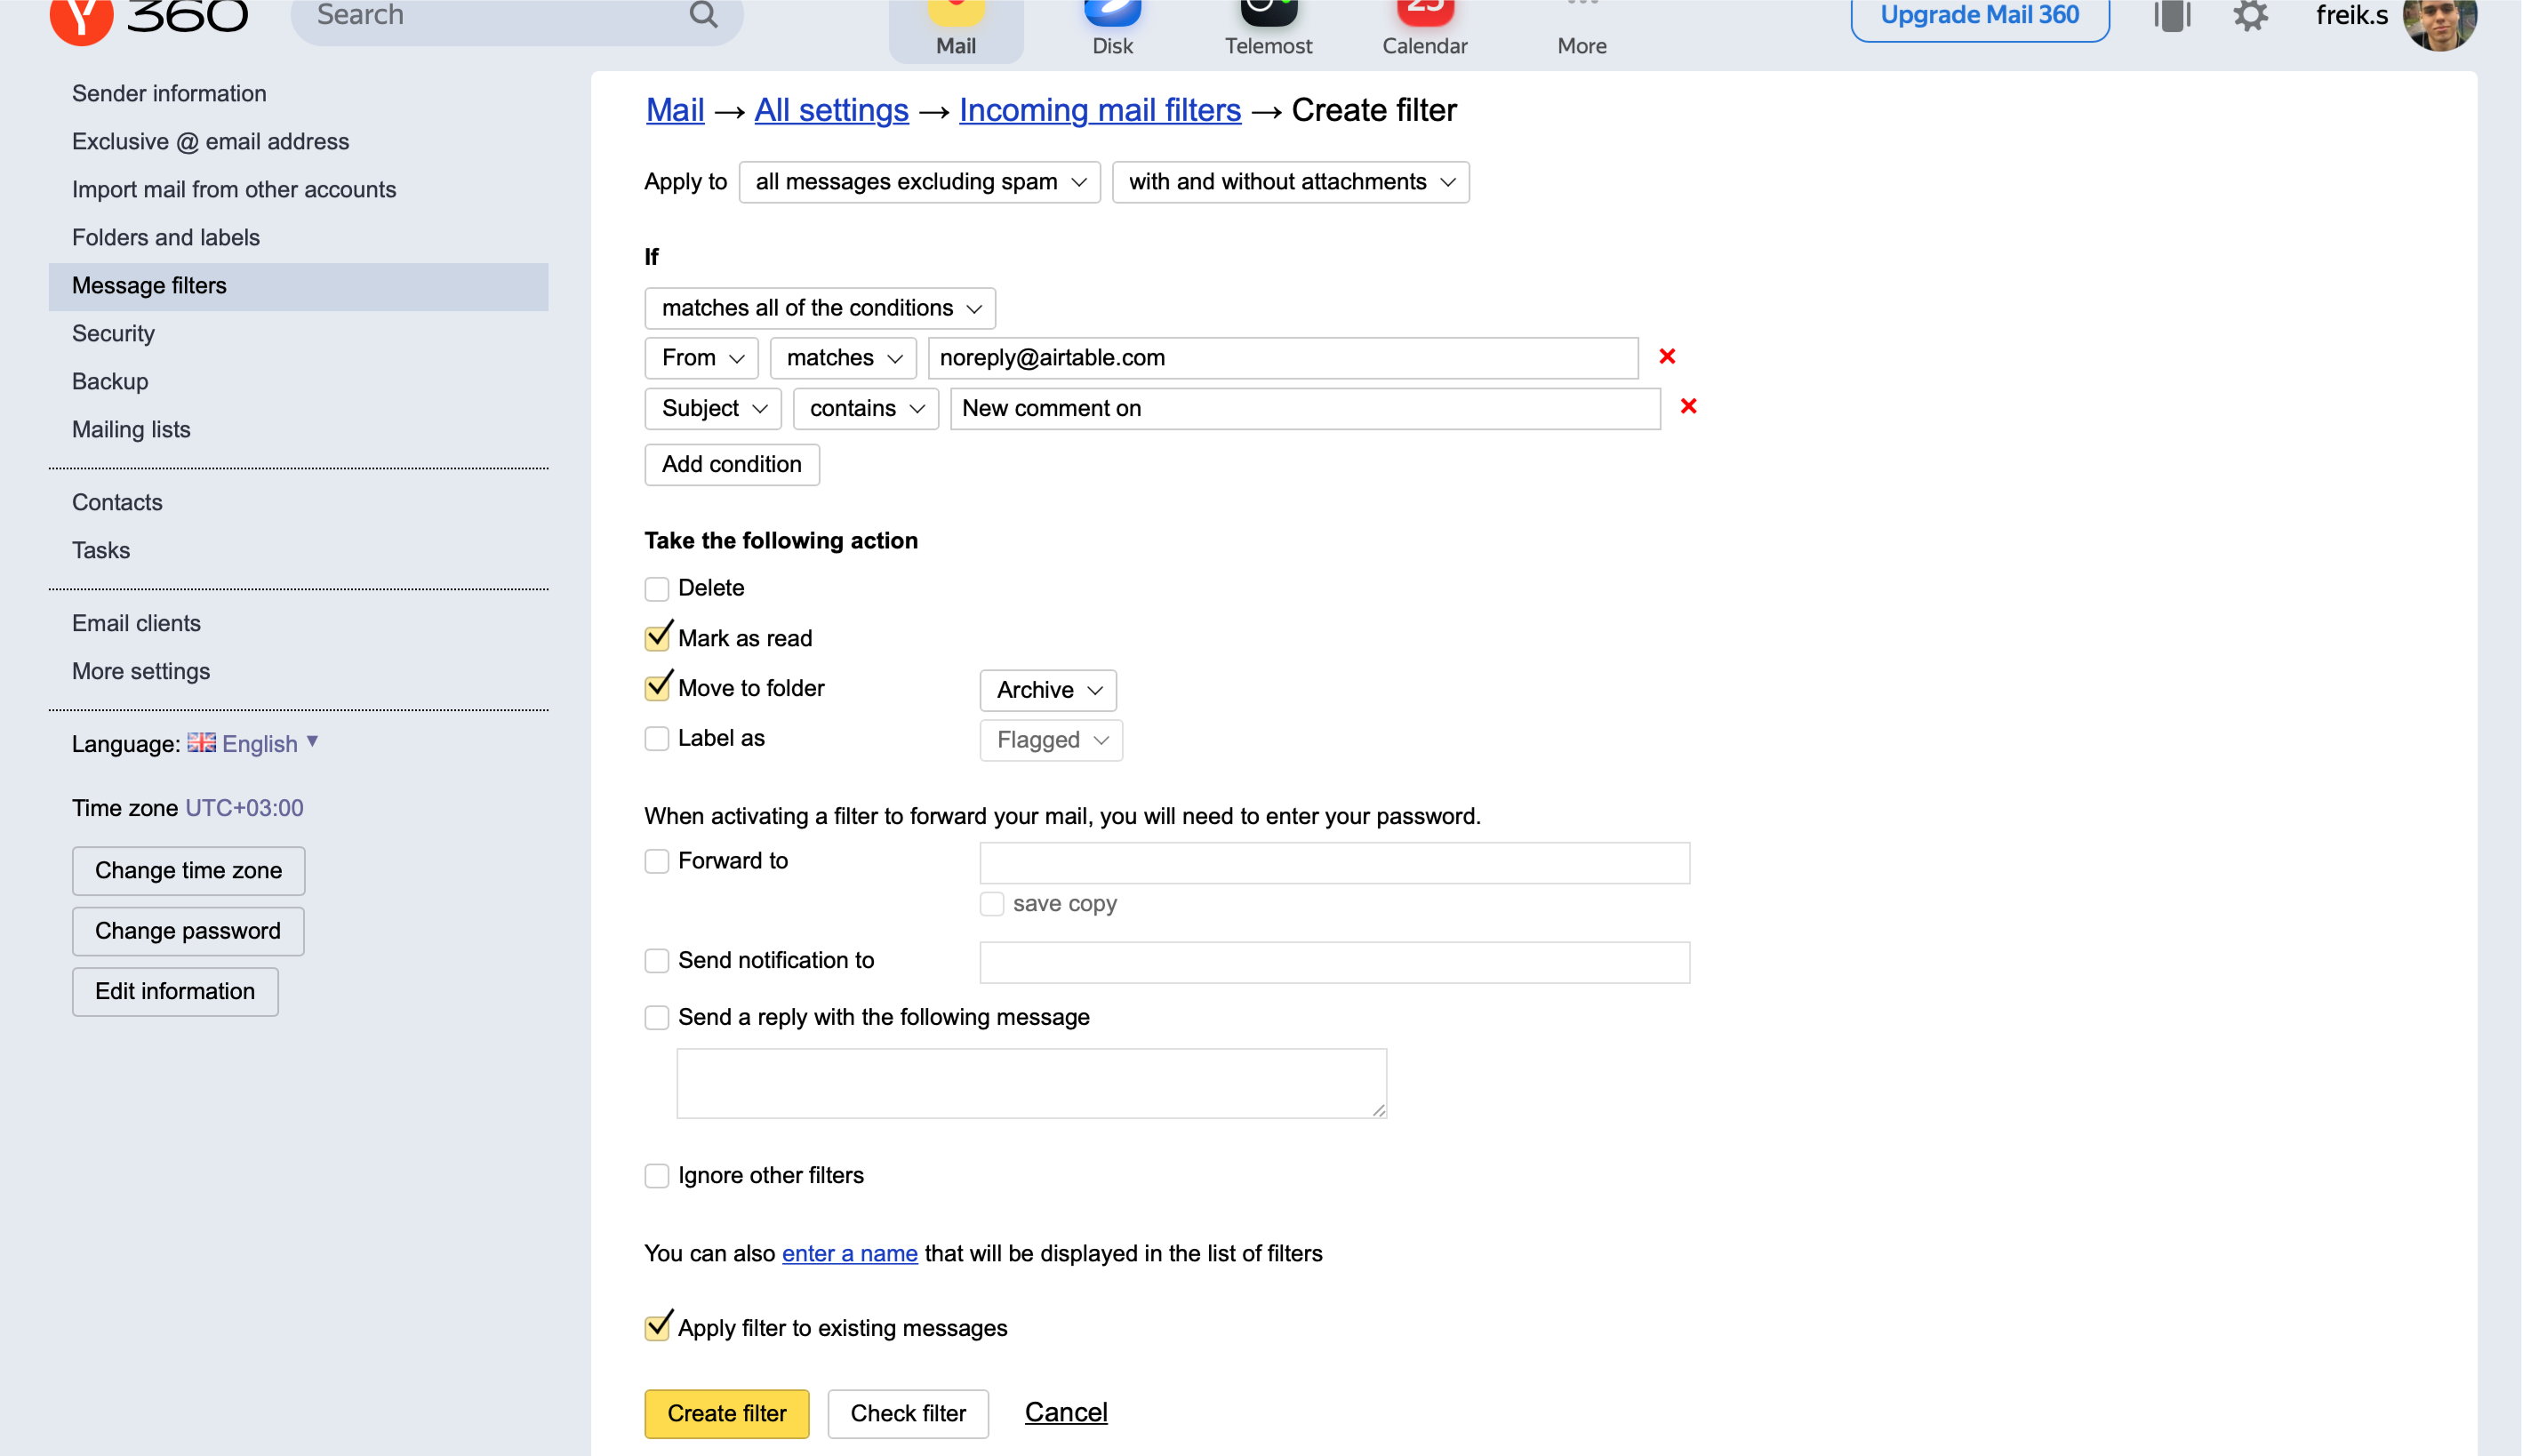 360 Search Mail Disk Telemost 25 Calendar More Upgrade Mail 360 freik.s
Sender information
Exclusive @ email address
Import mail from other accounts
Folders and labels
Message filters
Security
Backup
Mailing lists
Contacts
Tasks
Email clients
More settings
Language: English
Time zone UTC+03:00
Change time zone
Change password
Edit information
Mail → All settings → Incoming mail filters → Create filter
Apply to all messages excluding spam with and without attachments
If
matches all of the conditions
From matches noreply@airtable.com
Subject contains New comment on
Add condition
Take the following action
Delete
Mark as read
Move to folder Archive
Label as Flagged
When activating a filter to forward your mail, you will need to enter your password.
Forward to
save copy
Send notification to
Send a reply with the following message
Ignore other filters
You can also enter a name that will be displayed in the list of filters
Apply filter to existing messages
Create filter Check filter Cancel